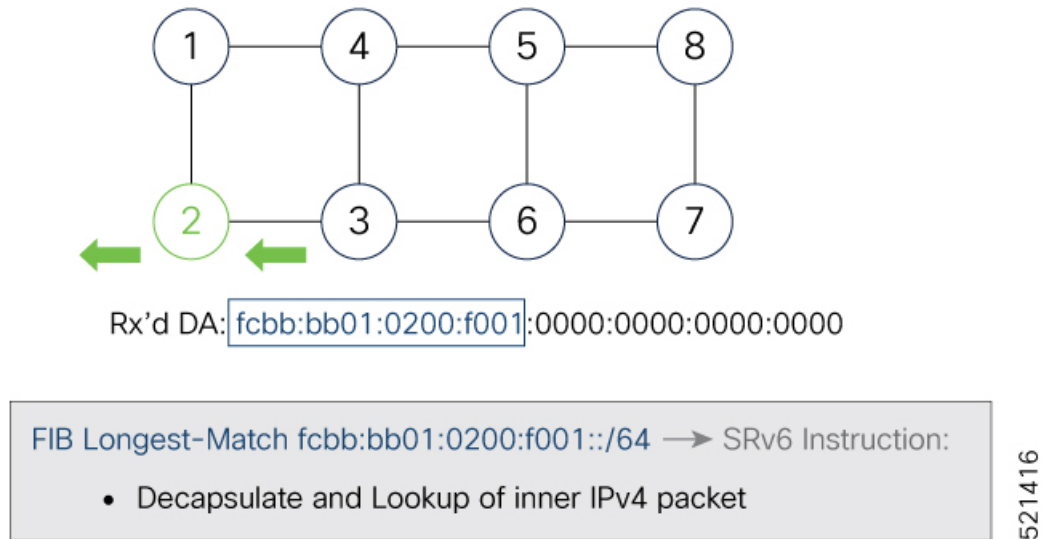 1 4 5 8
2 3 6 7
Rx'd DA: fcbb:bb01:0200:f001:0000:0000:0000:0000
FIB Longest-Match fcbb:bb01:0200:f001::/64 → SRv6 Instruction:
• Decapsulate and Lookup of inner IPv4 packet
521416